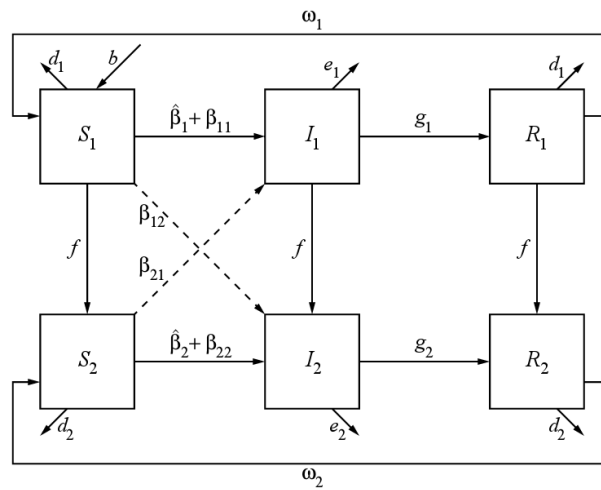 ω₁
d₁ b e₁ d₁
S₁ β̂₁+ β₁₁ I₁ g₁ R₁
β₁₂
f f f
β₂₁
S₂ β̂₂+ β₂₂ I₂ g₂ R₂
d₂ e₂ d₂
ω₂